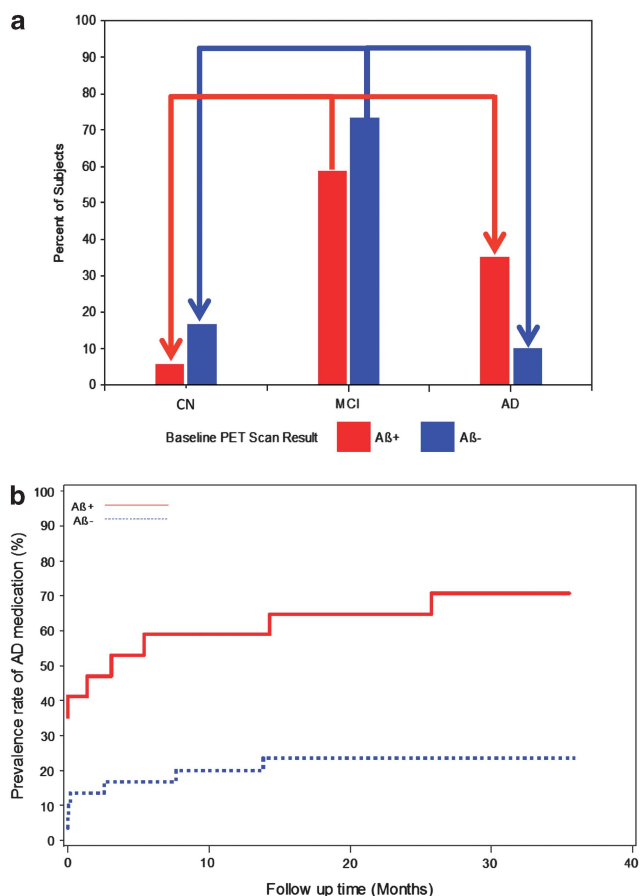 a
Percent of Subjects
100
90
80
70
60
50
40
30
20
10
0
CN MCI AD
Baseline PET Scan Result Aß+ Aß-
b
Prevalence rate of AD medication (%)
Aß+
Aß-
100
90
80
70
60
50
40
30
20
10
0
0 10 20 30 40
Follow up time (Months)